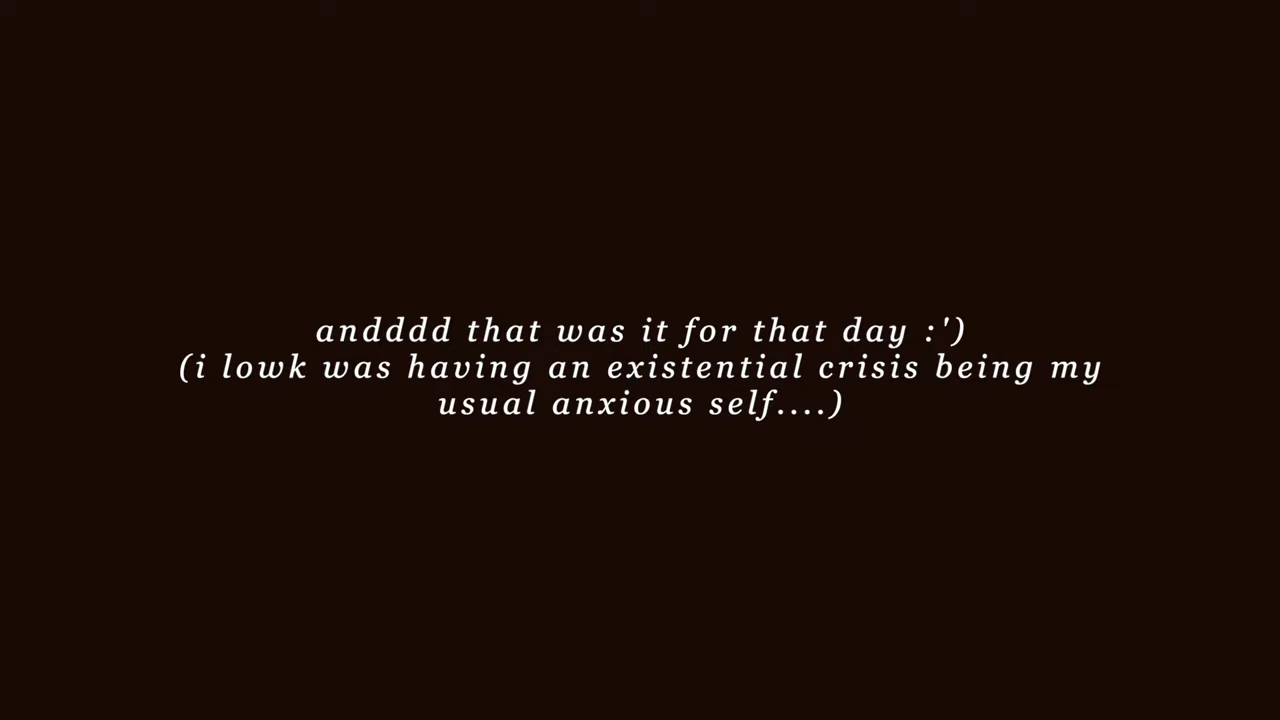 andddd that was it for that day :')
(i lowk was having an existential crisis being my
usual anxious self....)